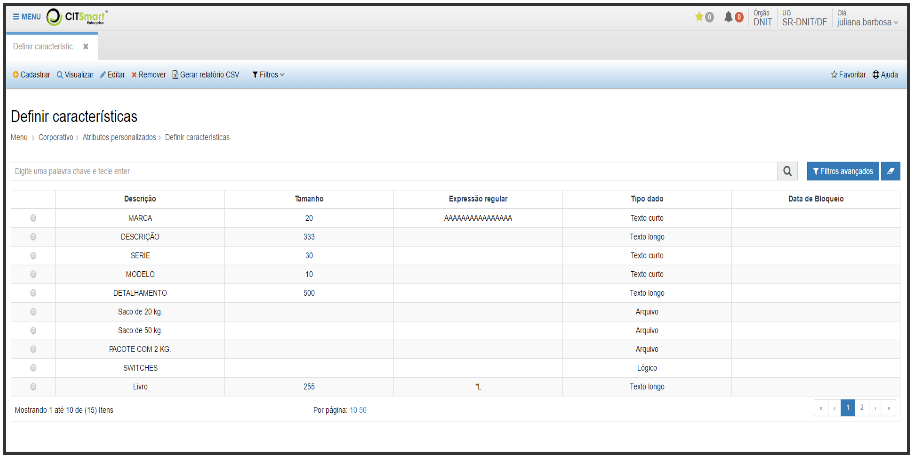 MENU CITSmart Enterprise 0 0 Órgão DNIT UG SR-DNIT/DF Olá juliana barbosa
Definir característic...
Cadastrar Visualizar Editar Remover Gerar relatório CSV Filtros Favoritar Ajuda
Definir características
Menu > Corporativo > Atributos personalizados > Definir características
Digite uma palavra chave e tecle enter Filtros avançados
Descrição Tamanho Expressão regular Tipo dado Data de Bloqueio
MARCA 20 AAAAAAAAAAAAAAAA Texto curto
DESCRIÇÃO 333 Texto longo
SERIE 30 Texto curto
MODELO 10 Texto curto
DETALHAMENTO 500 Texto longo
Saco de 20 kg. Arquivo
Saco de 50 kg. Arquivo
PACOTE COM 2 KG. Arquivo
SWITCHES Lógico
Livro 255 Texto longo
Mostrando 1 até 10 de (15) Itens Por página: 10 50 « ‹ 1 2 › »